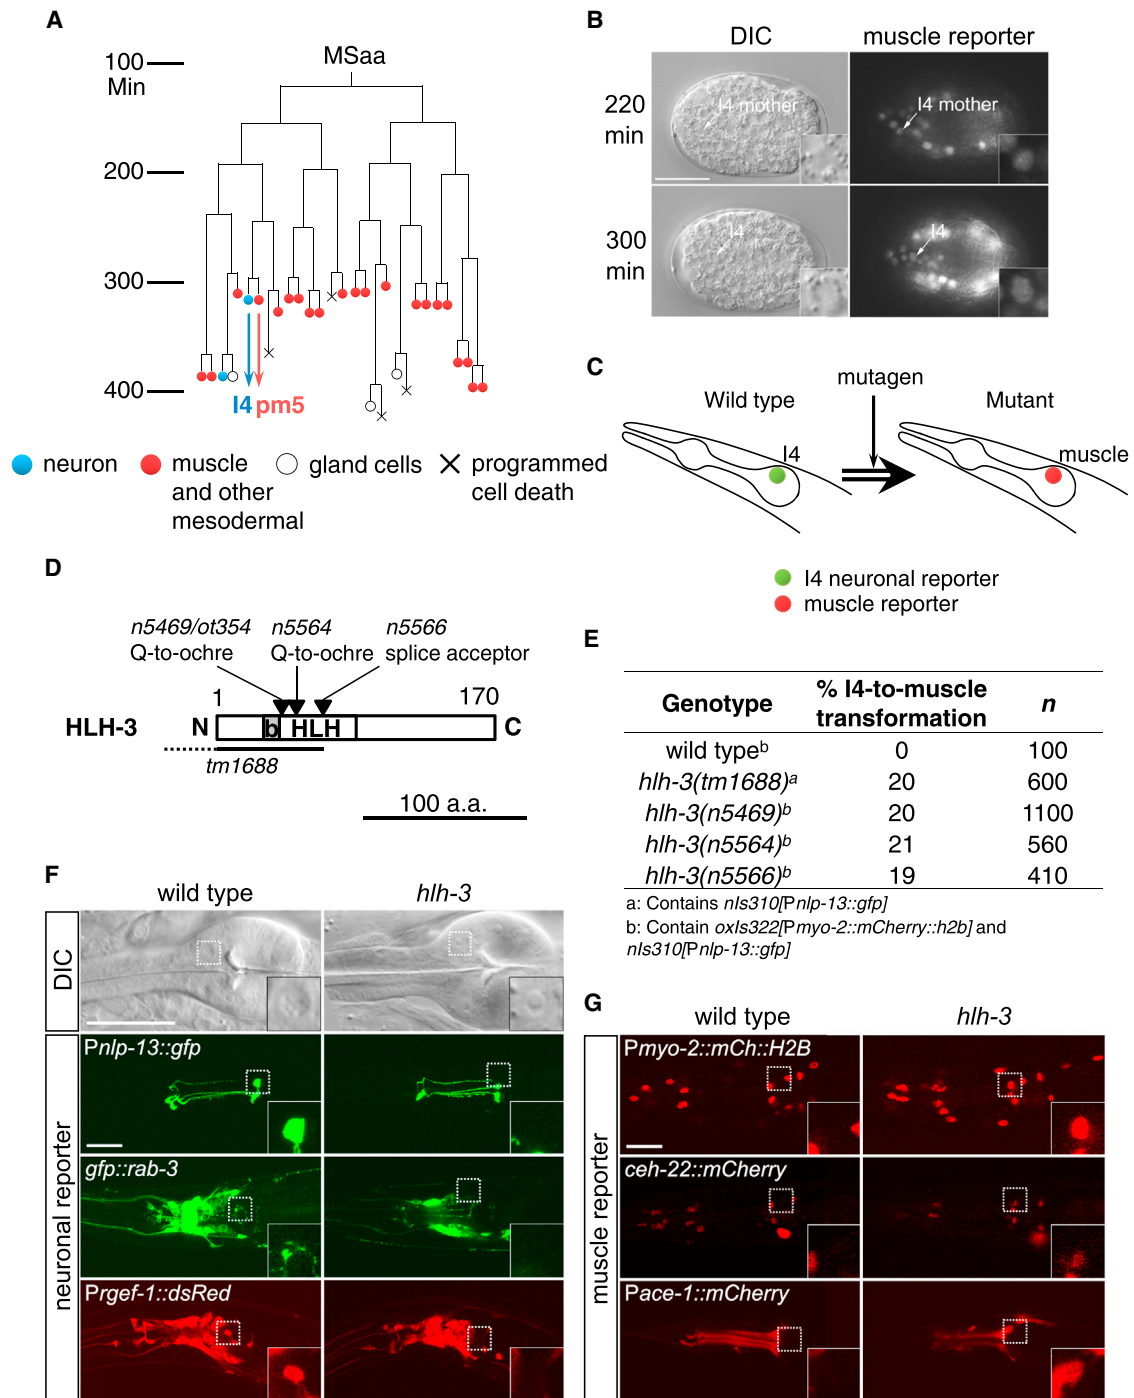 A
100
Min
MSaa
200
300
400
I4 pm5
neuron
muscle
and other
mesodermal
gland cells
programmed
cell death
B
DIC
muscle reporter
220
min
I4 mother
I4 mother
300
min
I4
I4
C
mutagen
Wild type
Mutant
I4
muscle
I4 neuronal reporter
muscle reporter
D
n5469/ot354
Q-to-ochre
n5564
Q-to-ochre
n5566
splice acceptor
1
170
HLH-3
N
b
HLH
C
tm1688
100 a.a.
E
Genotype
% I4-to-muscle
transformation
n
wild typeᵇ 0 100
hlh-3(tm1688)ᵃ 20 600
hlh-3(n5469)ᵇ 20 1100
hlh-3(n5564)ᵇ 21 560
hlh-3(n5566)ᵇ 19 410
a: Contains nIs310[Pnlp-13::gfp]
b: Contain oxIs322[Pmyo-2::mCherry::h2b] and
nIs310[Pnlp-13::gfp]
F
wild type
hlh-3
DIC
neuronal reporter
Pnlp-13::gfp
gfp::rab-3
Prgef-1::dsRed
G
wild type
hlh-3
muscle reporter
Pmyo-2::mCh::H2B
ceh-22::mCherry
Pace-1::mCherry